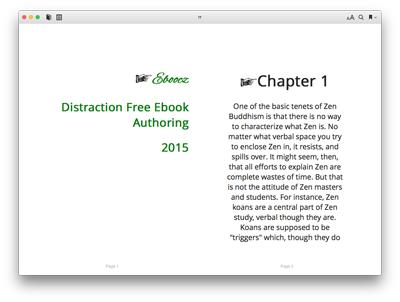 Ebookz
Distraction Free Ebook
Authoring
2015
Page 1
Chapter 1
One of the basic tenets of Zen
Buddhism is that there is no way
to characterize what Zen is. No
matter what verbal space you try
to enclose Zen in, it resists, and
spills over. It might seem, then,
that all efforts to explain Zen are
complete wastes of time. But that
is not the attitude of Zen masters
and students. For instance, Zen
koans are a central part of Zen
study, verbal though they are.
Koans are supposed to be
"triggers" which, though they do
Page 2